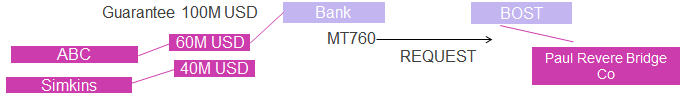 Guarantee 100M USD
Bank
BOST
60M USD
MT760
ABC
REQUEST
40M USD
Simkins
Paul Revere Bridge
Co